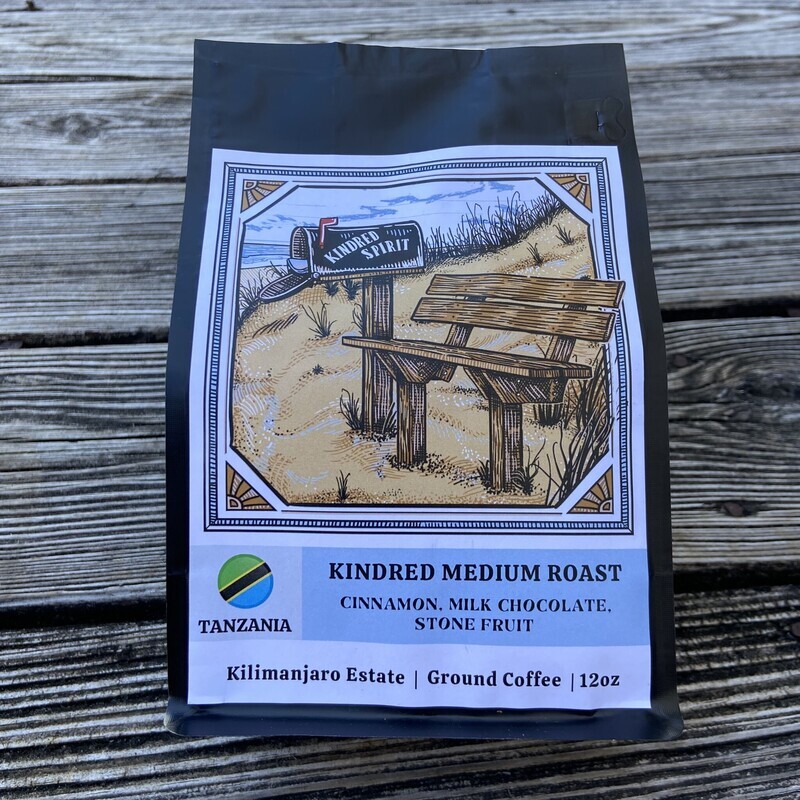 KINDRED
SPIRIT
KINDRED MEDIUM ROAST
CINNAMON, MILK CHOCOLATE,
STONE FRUIT
TANZANIA
Kilimanjaro Estate | Ground Coffee | 12oz